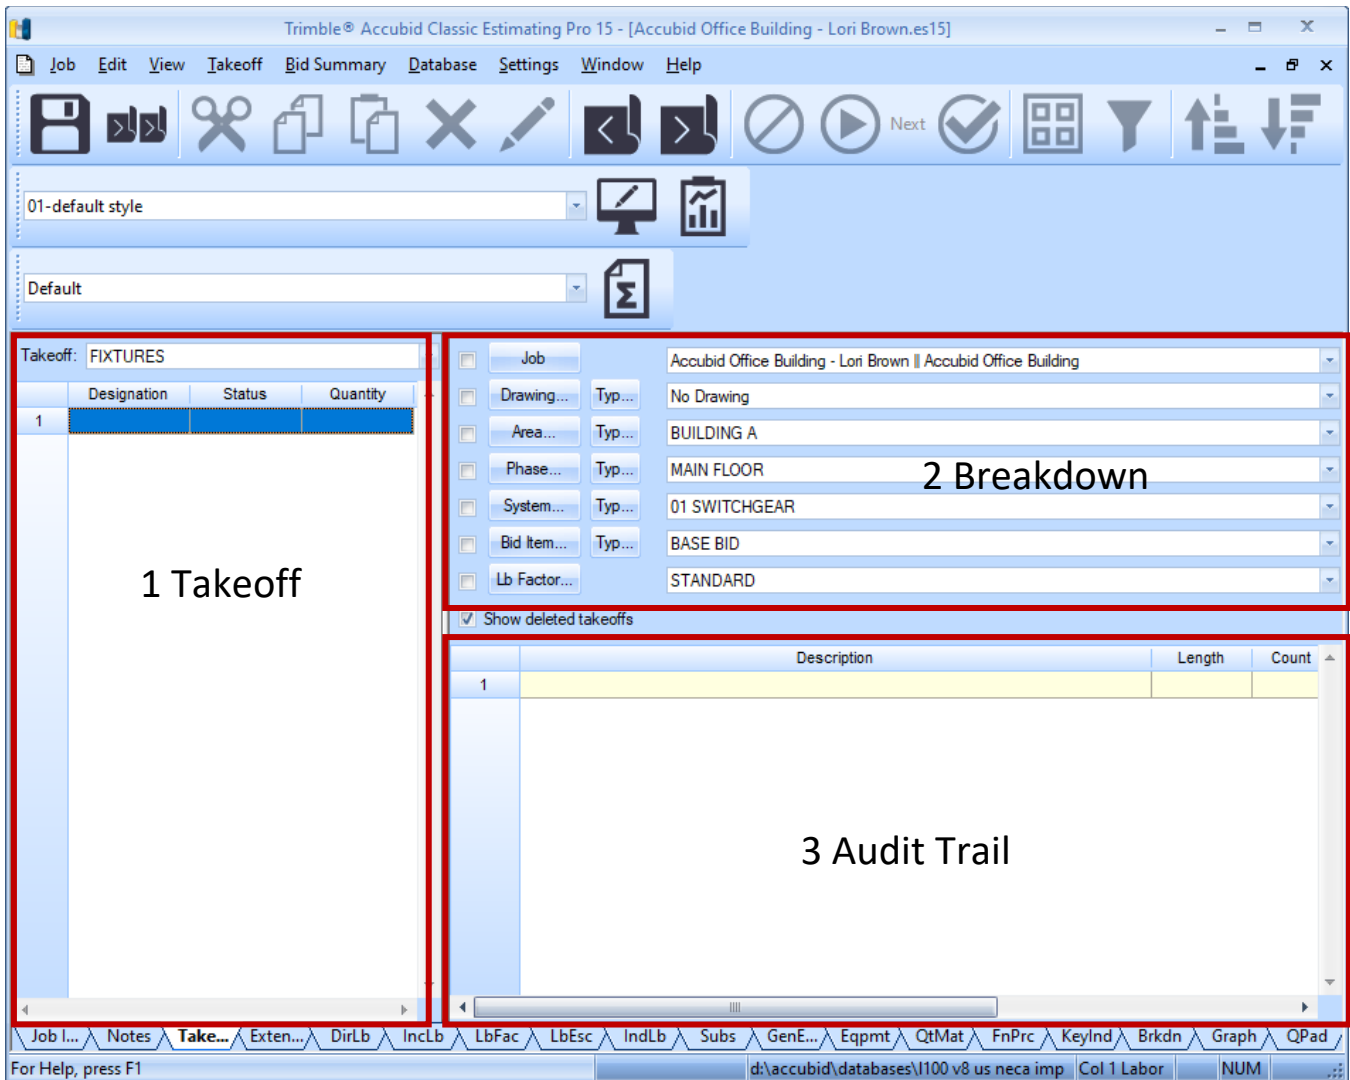 Trimble® Accubid Classic Estimating Pro 15 - [Accubid Office Building - Lori Brown.es15]
Job Edit View Takeoff Bid Summary Database Settings Window Help
Next
01-default style
Default
Takeoff: FIXTURES
Designation Status Quantity
1
1 Takeoff
Job Accubid Office Building - Lori Brown || Accubid Office Building
Drawing... Typ... No Drawing
Area... Typ... BUILDING A
Phase... Typ... MAIN FLOOR
2 Breakdown
System... Typ... 01 SWITCHGEAR
Bid Item... Typ... BASE BID
Lb Factor... STANDARD
Show deleted takeoffs
Description Length Count
1
3 Audit Trail
Job I... Notes Take... Exten... DirLb IncLb LbFac LbEsc IndLb Subs GenE... Eqpmt QtMat FnPrc KeyInd Brkdn Graph QPad
For Help, press F1 d:\accubid\databases\l100 v8 us neca imp Col 1 Labor NUM